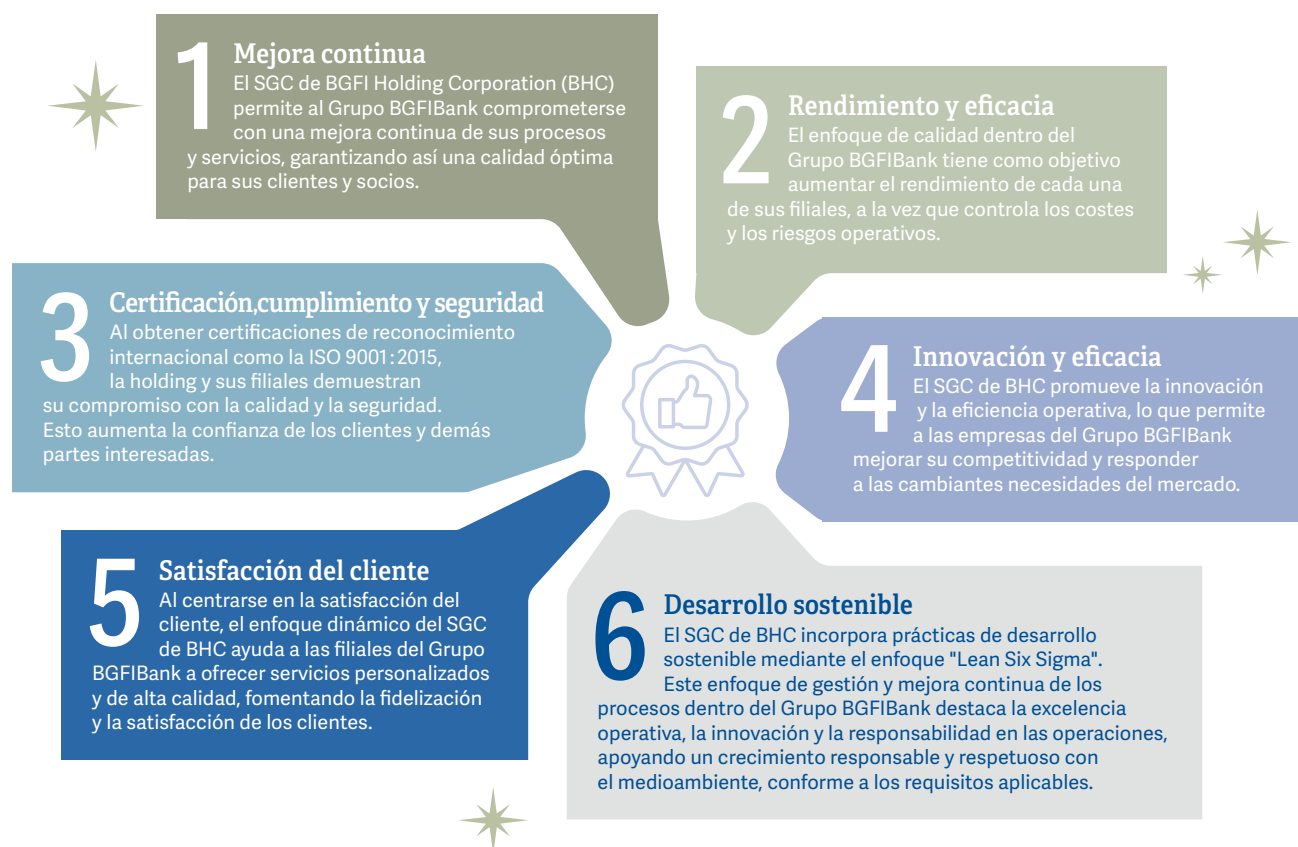 1
Mejora continua
El SGC de BGFI Holding Corporation (BHC)
permite al Grupo BGFIBank comprometerse
con una mejora continua de sus procesos
y servicios, garantizando así una calidad óptima
para sus clientes y socios.
2
Rendimiento y eficacia
El enfoque de calidad dentro del
Grupo BGFIBank tiene como objetivo
aumentar el rendimiento de cada una
de sus filiales, a la vez que controla los costes
y los riesgos operativos.
3
Certificación,cumplimiento y seguridad
Al obtener certificaciones de reconocimiento
internacional como la ISO 9001 : 2015,
la holding y sus filiales demuestran
su compromiso con la calidad y la seguridad.
Esto aumenta la confianza de los clientes y demás
partes interesadas.
4
Innovación y eficacia
El SGC de BHC promueve la innovación
y la eficiencia operativa, lo que permite
a las empresas del Grupo BGFIBank
mejorar su competitividad y responder
a las cambiantes necesidades del mercado.
5
Satisfacción del cliente
Al centrarse en la satisfacción del
cliente, el enfoque dinámico del SGC
de BHC ayuda a las filiales del Grupo
BGFIBank a ofrecer servicios personalizados
y de alta calidad, fomentando la fidelización
y la satisfacción de los clientes.
6
Desarrollo sostenible
El SGC de BHC incorpora prácticas de desarrollo
sostenible mediante el enfoque "Lean Six Sigma".
Este enfoque de gestión y mejora continua de los
procesos dentro del Grupo BGFIBank destaca la excelencia
operativa, la innovación y la responsabilidad en las operaciones,
apoyando un crecimiento responsable y respetuoso con
el medioambiente, conforme a los requisitos aplicables.